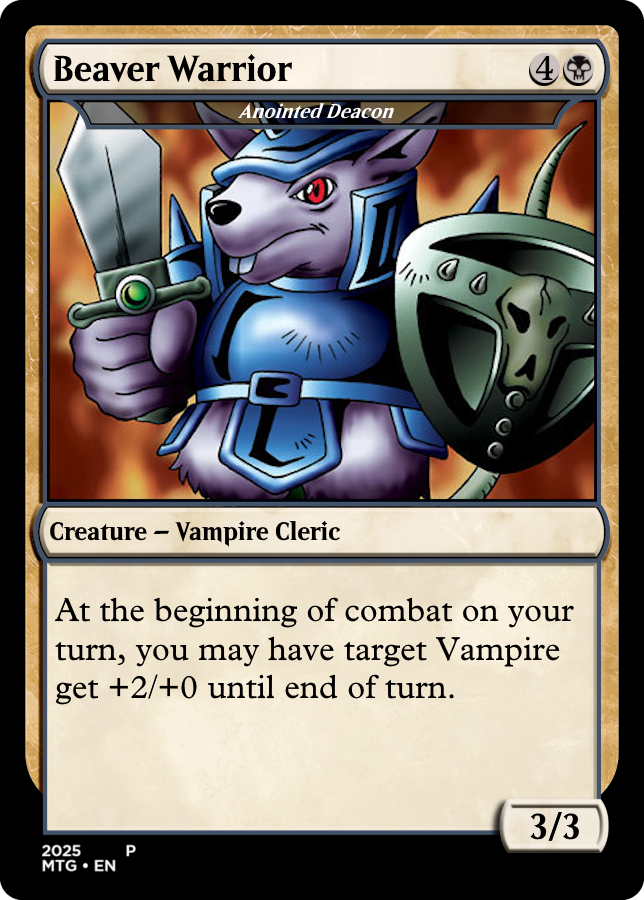 Beaver Warrior 4
Anointed Deacon
Creature – Vampire Cleric
At the beginning of combat on your
turn, you may have target Vampire
get +2/+0 until end of turn.
3/3
2025 P
MTG • EN